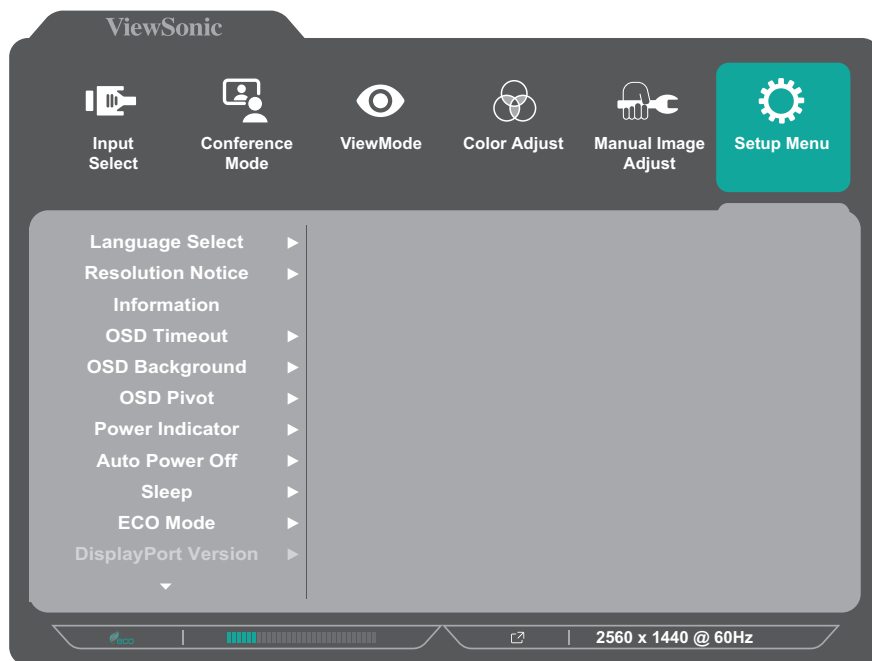 ViewSonic
Input
Select
Conference
Mode
ViewMode
Color Adjust
Manual Image
Adjust
Setup Menu
Language Select
Resolution Notice
Information
OSD Timeout
OSD Background
OSD Pivot
Power Indicator
Auto Power Off
Sleep
ECO Mode
DisplayPort Version
eco
2560 x 1440 @ 60Hz